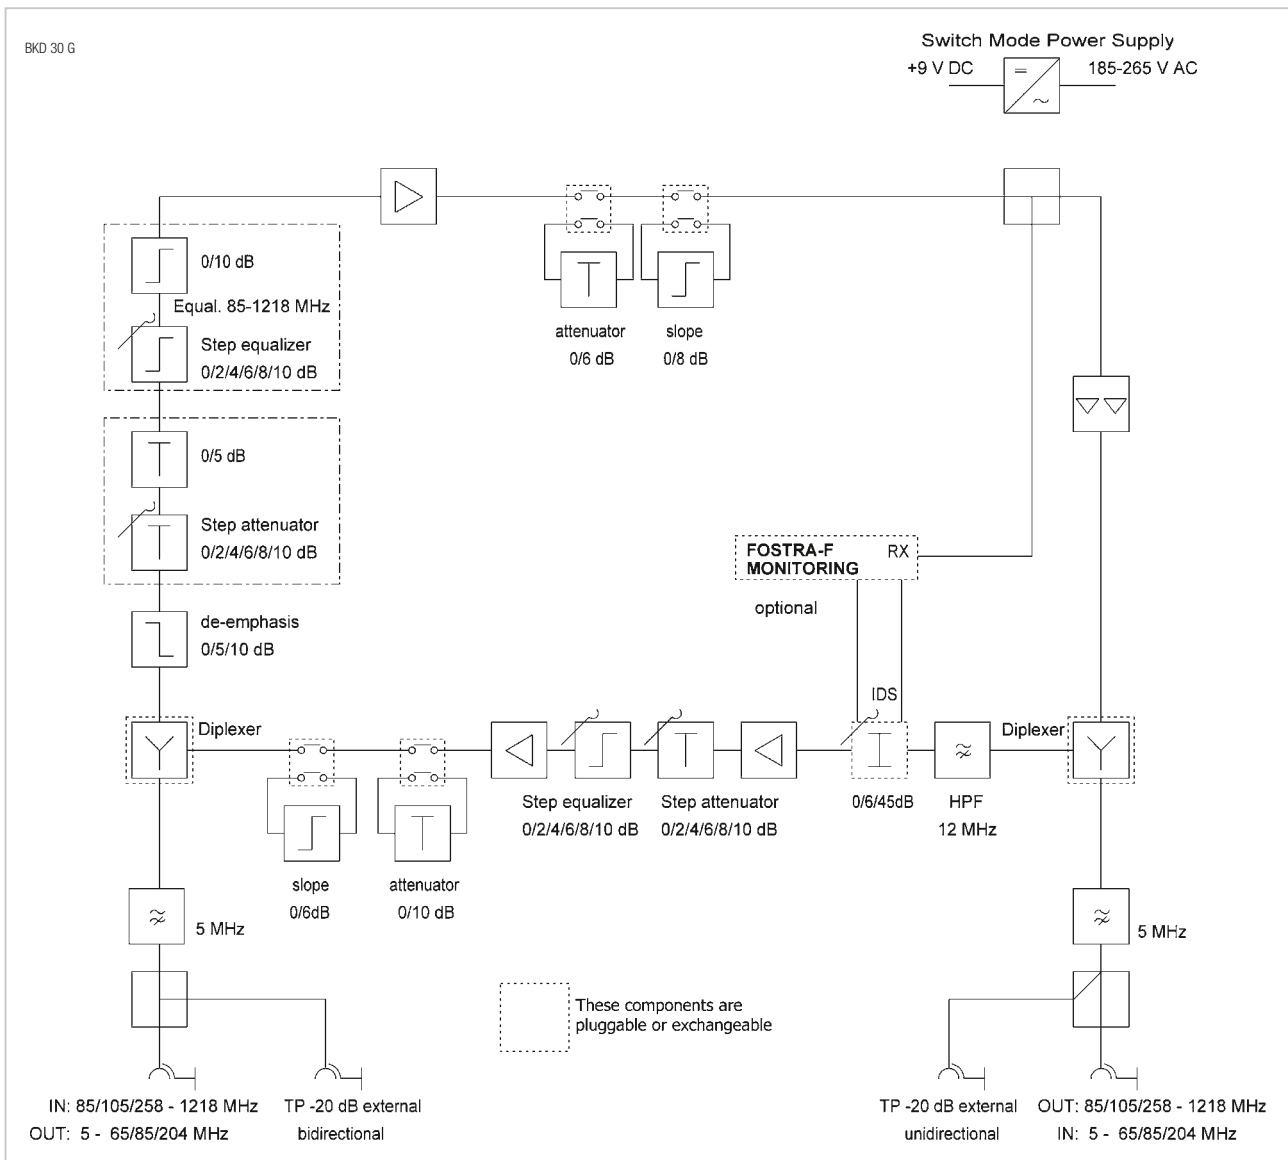 BKD 30 G
Switch Mode Power Supply
+9 V DC
185-265 V AC
0/10 dB
Equal. 85-1218 MHz
Step equalizer
0/2/4/6/8/10 dB
attenuator
0/6 dB
slope
0/8 dB
0/5 dB
Step attenuator
0/2/4/6/8/10 dB
FOSTRA-F
MONITORING
RX
optional
de-emphasis
0/5/10 dB
IDS
Diplexer
Diplexer
Step equalizer
0/2/4/6/8/10 dB
Step attenuator
0/2/4/6/8/10 dB
0/6/45dB
HPF
12 MHz
slope
0/6dB
attenuator
0/10 dB
5 MHz
5 MHz
These components are
pluggable or exchangeable
IN: 85/105/258 - 1218 MHz
OUT: 5 - 65/85/204 MHz
TP -20 dB external
bidirectional
TP -20 dB external
unidirectional
OUT: 85/105/258 - 1218 MHz
IN: 5 - 65/85/204 MHz